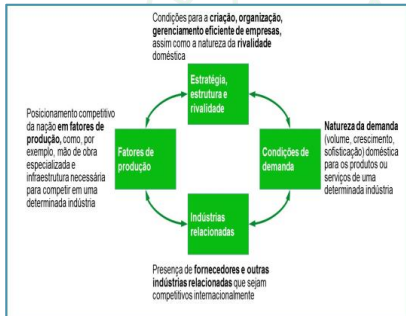 Condições para a criação, organização,
gerenciamento eficiente de empresas,
assim como a natureza da rivalidade
doméstica
Estratégia,
estrutura e
rivalidade
Posicionamento competitivo
da nação em fatores de
produção, como, por
exemplo, mão de obra
especializada e
infraestrutura necessária
para competir em uma
determinada indústria
Fatores de
produção
Condições de
demanda
Natureza da demanda
(volume, crescimento,
sofisticação) doméstica
para os produtos ou
serviços de uma
determinada indústria
Indústrias
relacionadas
Presença de fornecedores e outras
indústrias relacionadas que sejam
competitivos internacionalmente